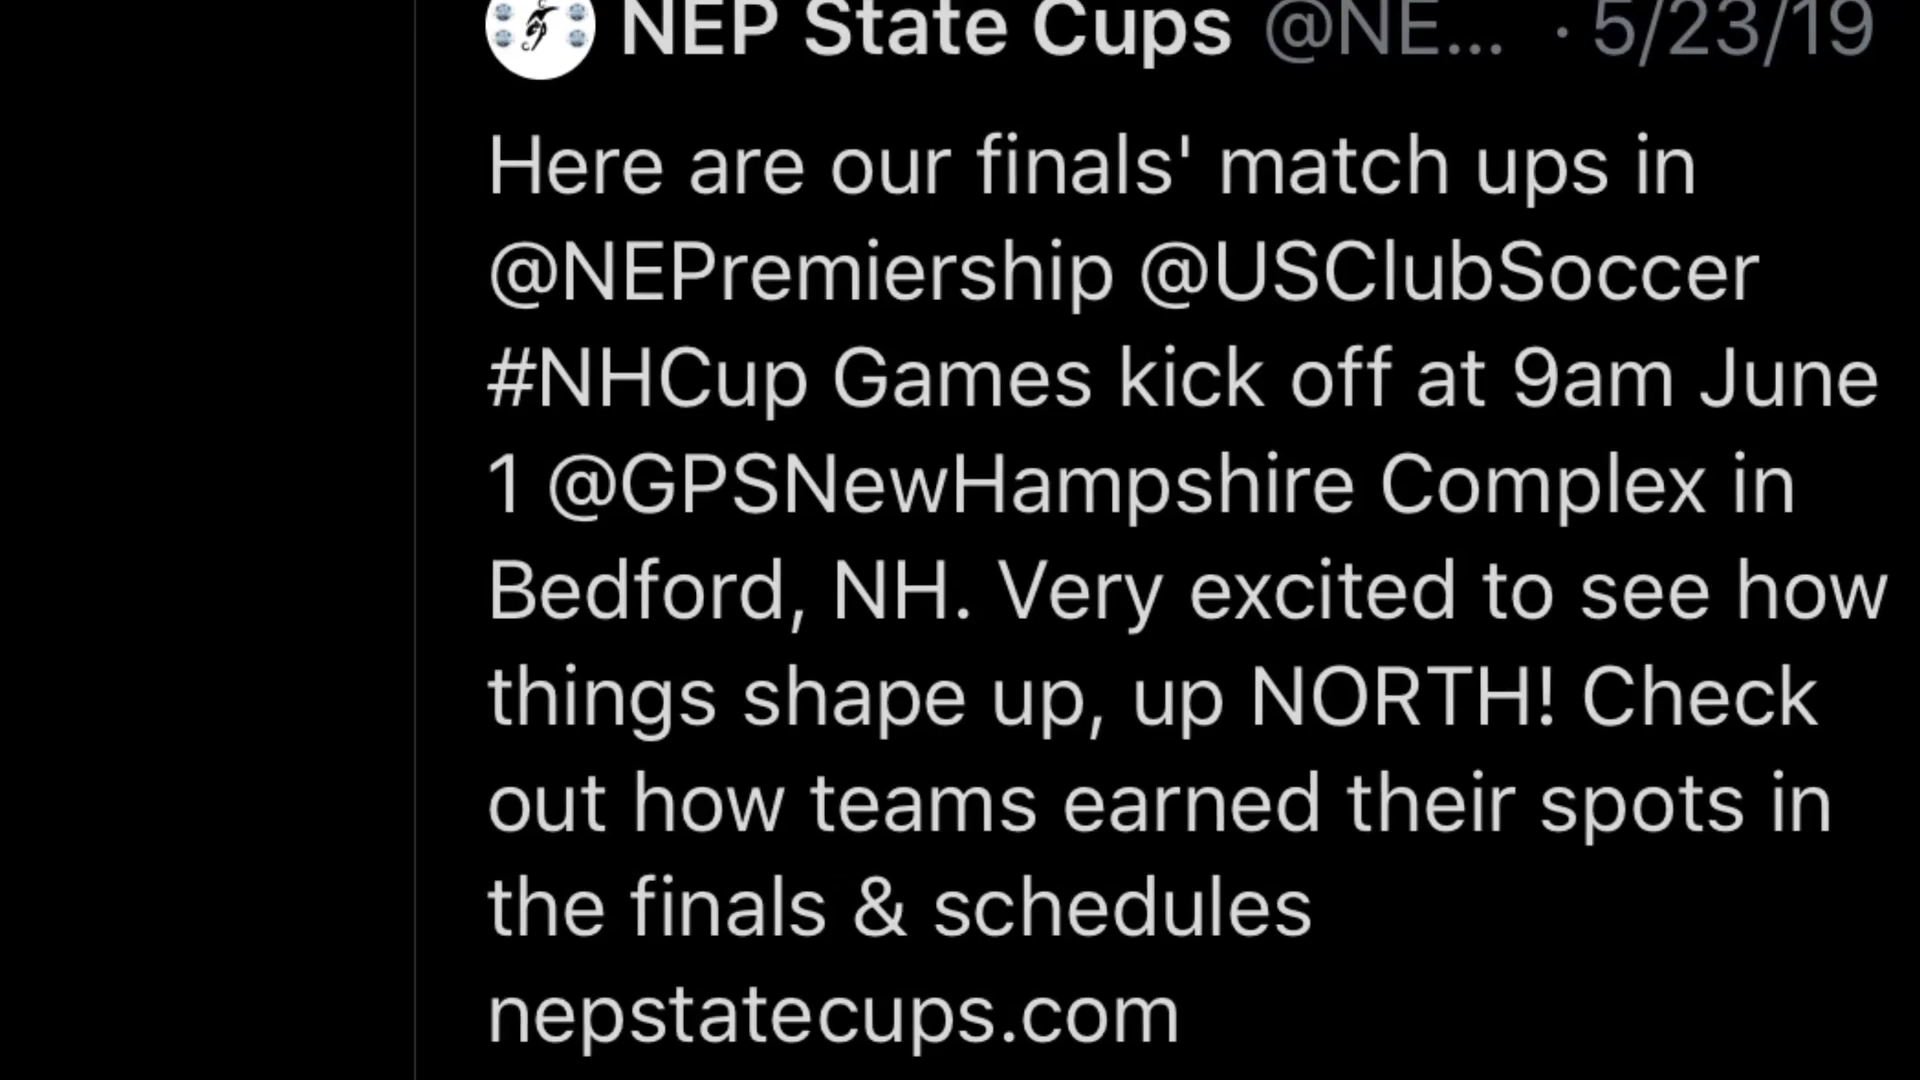 NEP State Cups @NE... · 5/23/19
Here are our finals' match ups in
@NEPremiership @USClubSoccer
#NHCup Games kick off at 9am June
1 @GPSNewHampshire Complex in
Bedford, NH. Very excited to see how
things shape up, up NORTH! Check
out how teams earned their spots in
the finals & schedules
nepstatecups.com